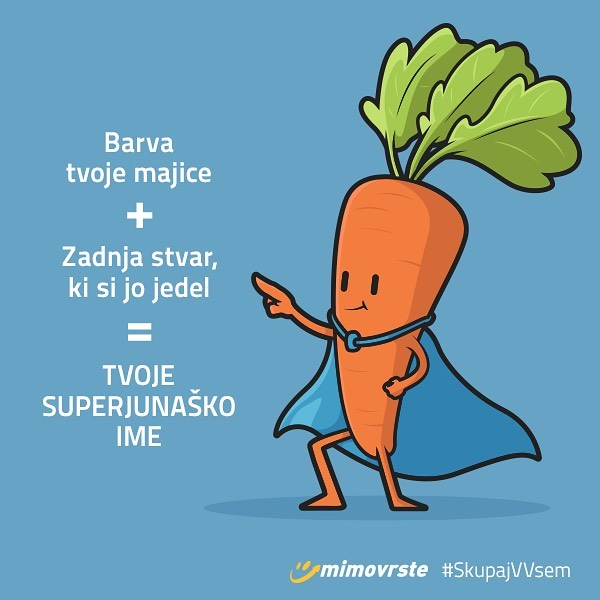 Barva
tvoje majice
+
Zadnja stvar,
ki si jo jedel
=
TVOJE
SUPERJUNAŠKO
IME
mimovrste #SkupajVVsem